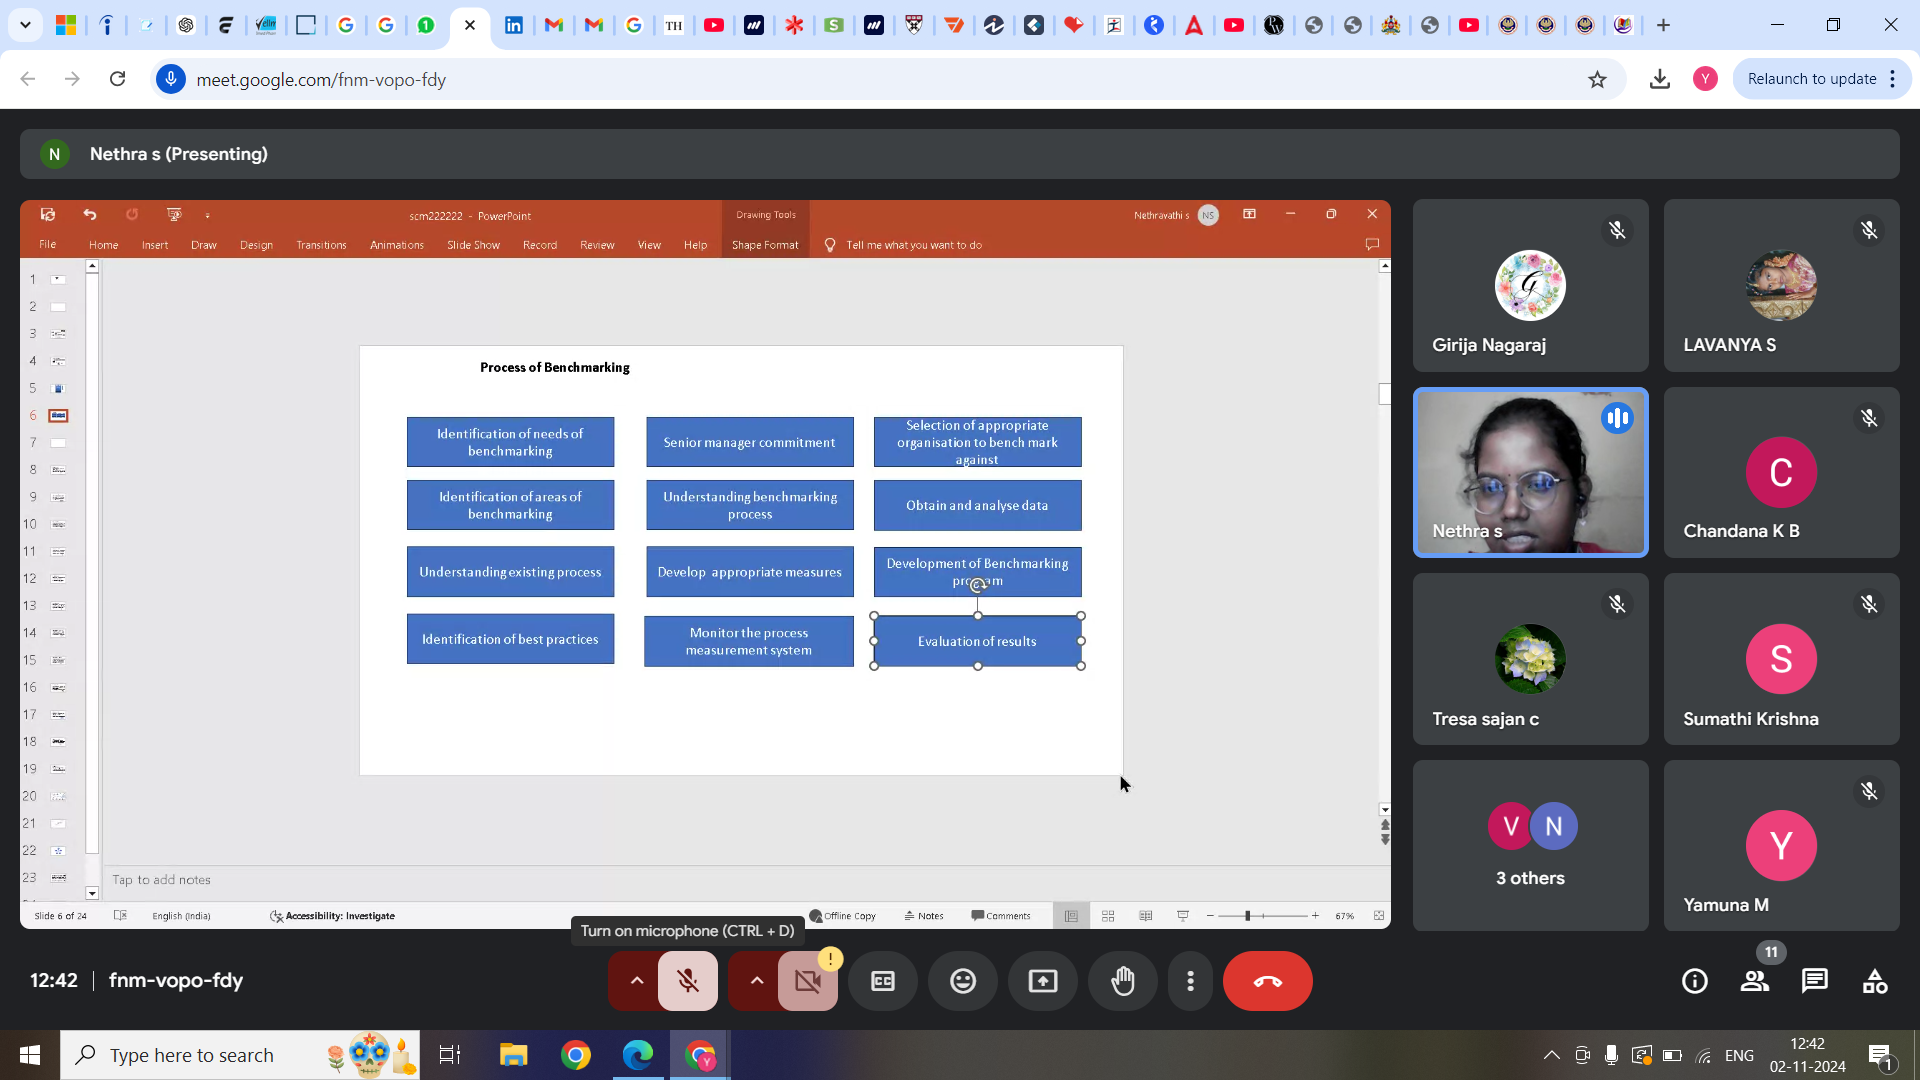 meet.google.com/fnm-vopo-fdy
Y
Relaunch to update
N
Nethra s (Presenting)
scm222222 - PowerPoint
Drawing Tools
Nethravathi s
NS
File
Home
Insert
Draw
Design
Transitions
Animations
Slide Show
Record
Review
View
Help
Shape Format
Tell me what you want to do
1
2
3
4
5
6
7
8
9
10
11
12
13
14
15
16
17
18
19
20
21
22
23
Process of Benchmarking
Identification of needs of
benchmarking
Senior manager commitment
Selection of appropriate
organisation to bench mark
against
Identification of areas of
benchmarking
Understanding benchmarking
process
Obtain and analyse data
Understanding existing process
Develop appropriate measures
Development of Benchmarking
program
Identification of best practices
Monitor the process
measurement system
Evaluation of results
Tap to add notes
Slide 6 of 24
English (India)
Accessibility: Investigate
Offline Copy
Notes
Comments
67%
Girija Nagaraj
LAVANYA S
Nethra s
C
Chandana K B
Tresa sajan c
S
Sumathi Krishna
V
N
3 others
Y
Yamuna M
Turn on microphone (CTRL + D)
12:42
fnm-vopo-fdy
11
Type here to search
ENG
12:42
02-11-2024
1